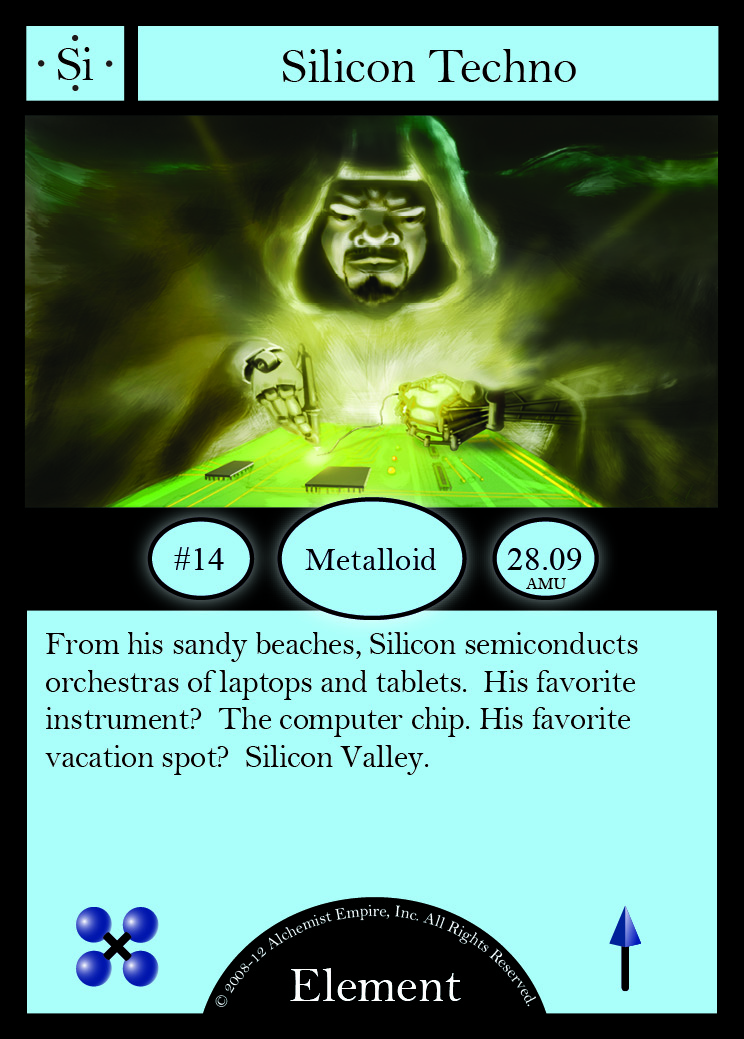 Si
Silicon Techno
#14
Metalloid
28.09
AMU
From his sandy beaches, Silicon semiconducts
orchestras of laptops and tablets.  His favorite
instrument?  The computer chip. His favorite
vacation spot?  Silicon Valley.
© 2008-12 Alchemist Empire, Inc. All Rights Reserved.
Element